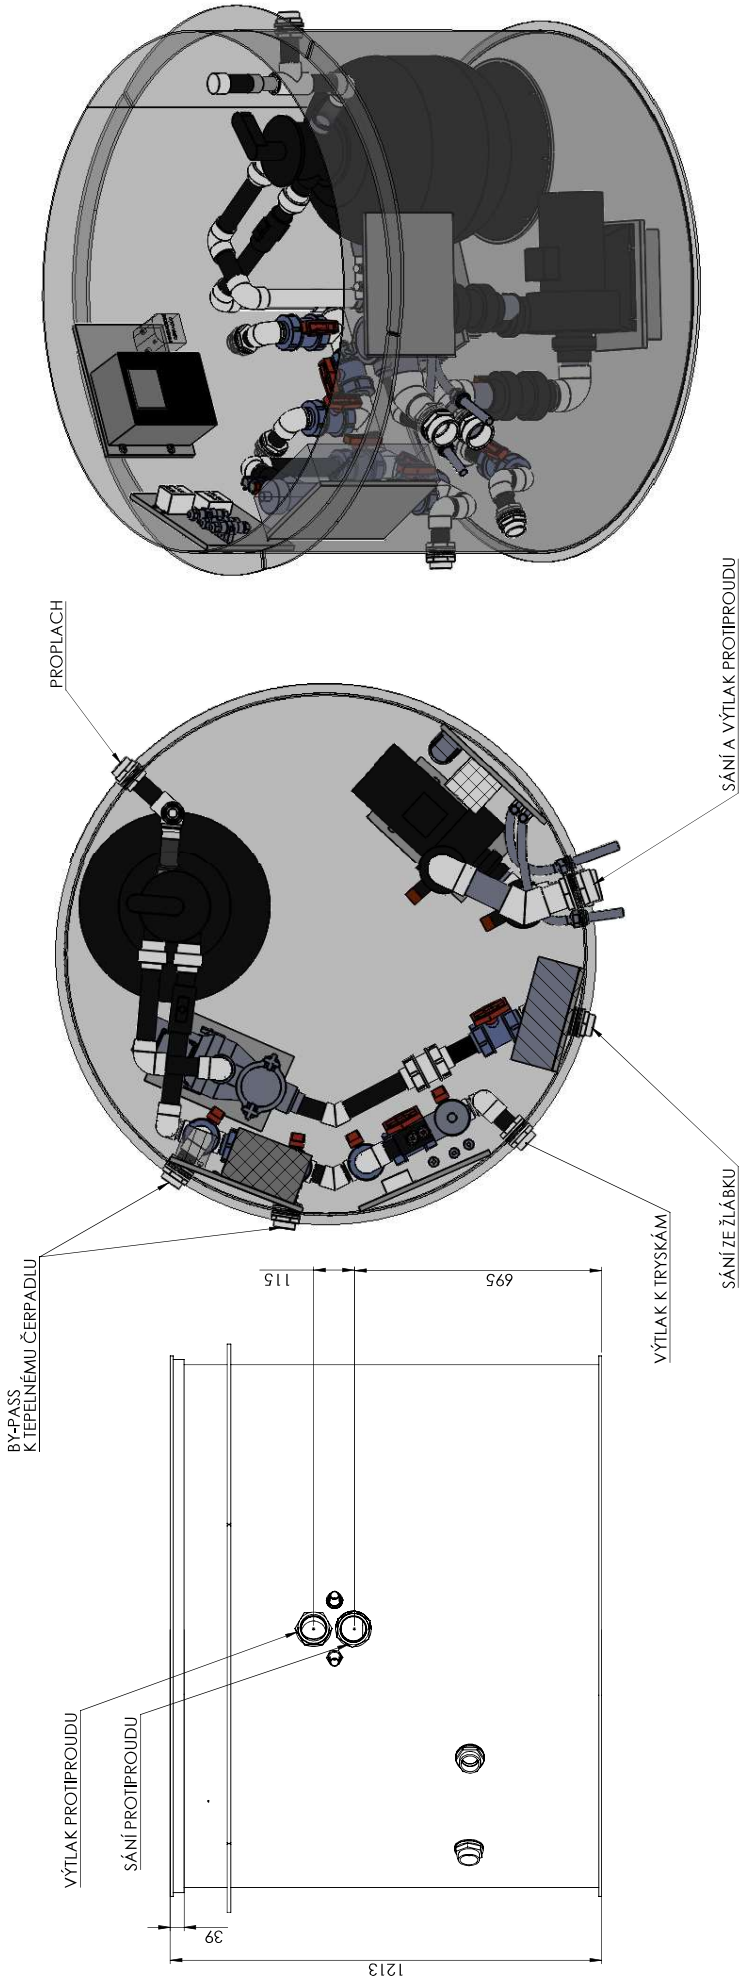 VÝTLAK PROTIPROUDU
SÁNÍ PROTIPROUDU
39
1213
115
695
BY-PASS
K TEPELNÉMU ČERPADLU
PROPLACH
VÝTLAK K TRYSKÁM
SÁNÍ ZE ŽLÁBKU
SÁNÍ A VÝTLAK PROTIPROUDU